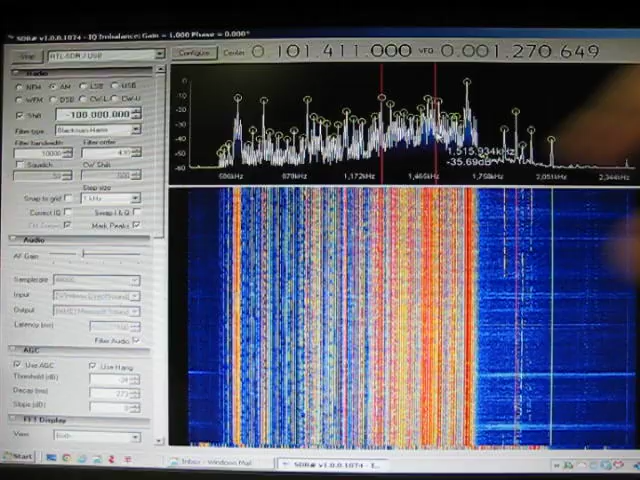 SDR# v1.0.0.1074 - IQ Imbalance: Gain = 1.000 Phase = 0.000°
Stop RTL-SDR / USB Configure Center 0.101.411.000 VFO 0.001.270.649
Radio
NFM AM LSB USB
WFM DSB CW-L CW-U
Shift -100.000.000
Filter type Blackman-Harris
Filter bandwidth Filter order
10000
Squelch CW Shift
Step size
Snap to grid 1 kHz
Correct IQ Swap I & Q
Mark Peaks
Audio
AF Gain
Samplerate
Input
Output
Latency (ms)
Filter Audio
AGC
Use AGC Use Hang
Threshold (dB)
Decay (ms)
Slope (dB) 0
FFT Display
View Both
0
-10
-20
-30
-40
-50
-60
1,515.934kHz
-35.69dB
879kHz 1,172kHz 1,465kHz 1,758kHz 2,051kHz 2,344kHz
Start Inbox - Windows Mail SDR# v1.0.0.1074 - I...